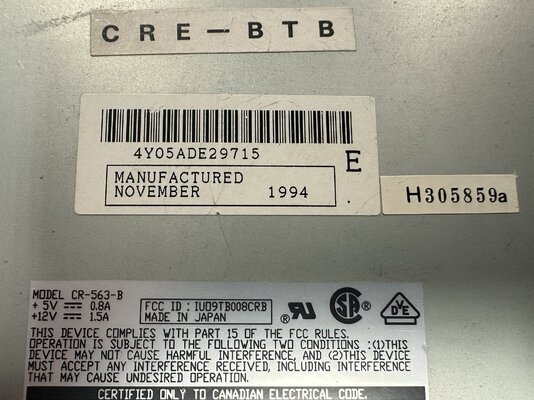 CRE-BTB
4Y05ADE29715
E
MANUFACTURED
NOVEMBER 1994
H305859a
MODEL CR-563-B
+ 5V 0.8A
+12V 1.5A
FCC ID : IUO9TB008CRB
MADE IN JAPAN
® SA ® VDE
THIS DEVICE COMPLIES WITH PART 15 OF THE FCC RULES.
OPERATION IS SUBJECT TO THE FOLLOWING TWO CONDITIONS :(1)THIS
DEVICE MAY NOT CAUSE HARMFUL INTERFERENCE, AND (2)THIS DEVICE
MUST ACCEPT ANY INTERFERENCE RECEIVED, INCLUDING INTERFERENCE
THAT MAY CAUSE UNDESIRED OPERATION.
CERTIFIED ONLY TO CANADIAN ELECTRICAL CODE.